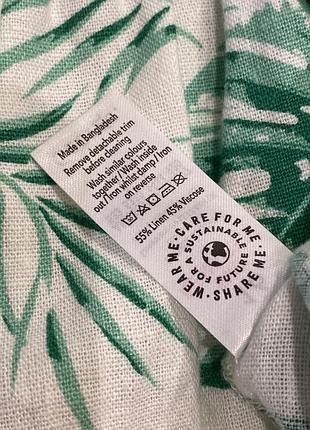 Made in Bangladesh
Remove detachable trim
before cleaning
Wash similar colours
together / Wash inside
out / Iron whilst damp / Iron
on reverse
55% Linen 45% Viscose
WEAR ME • CARE FOR ME • SHARE ME •
A SUSTAINABLE FOR A FUTURE